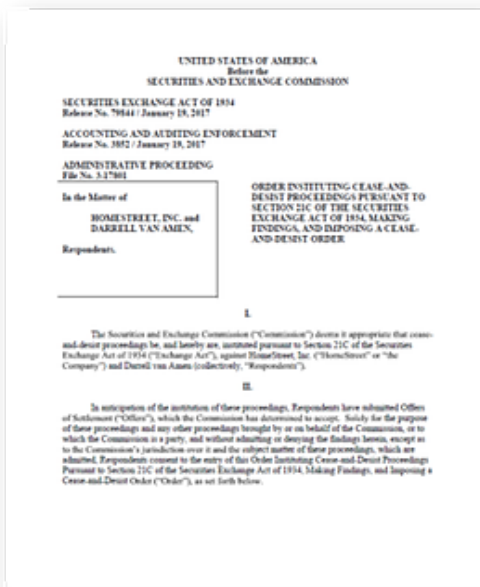 UNITED STATES OF AMERICA
Before the
SECURITIES AND EXCHANGE COMMISSION
SECURITIES EXCHANGE ACT OF 1934
Release No. 79844 / January 19, 2017
ACCOUNTING AND AUDITING ENFORCEMENT
Release No. 3852 / January 19, 2017
ADMINISTRATIVE PROCEEDING
File No. 3-17801
In the Matter of
HOMESTREET, INC. and
DARRELL VAN AMEN,
Respondents.
ORDER INSTITUTING CEASE-AND-
DESIST PROCEEDINGS PURSUANT TO
SECTION 21C OF THE SECURITIES
EXCHANGE ACT OF 1934, MAKING
FINDINGS, AND IMPOSING A CEASE-
AND-DESIST ORDER
I.
The Securities and Exchange Commission ("Commission") deems it appropriate that cease-
and-desist proceedings be, and hereby are, instituted pursuant to Section 21C of the Securities
Exchange Act of 1934 ("Exchange Act"), against HomeStreet, Inc. ("HomeStreet" or "the
Company") and Darrell van Amen (collectively, "Respondents").
II.
In anticipation of the institution of these proceedings, Respondents have submitted Offers
of Settlement ("Offers"), which the Commission has determined to accept. Solely for the purpose
of these proceedings and any other proceedings brought by or on behalf of the Commission, or to
which the Commission is a party, and without admitting or denying the findings herein, except as
to the Commission's jurisdiction over it and the subject matter of these proceedings, which are
admitted, Respondents consent to the entry of this Order Instituting Cease-and-Desist Proceedings
Pursuant to Section 21C of the Securities Exchange Act of 1934, Making Findings, and Imposing a
Cease-and-Desist Order ("Order"), as set forth below.